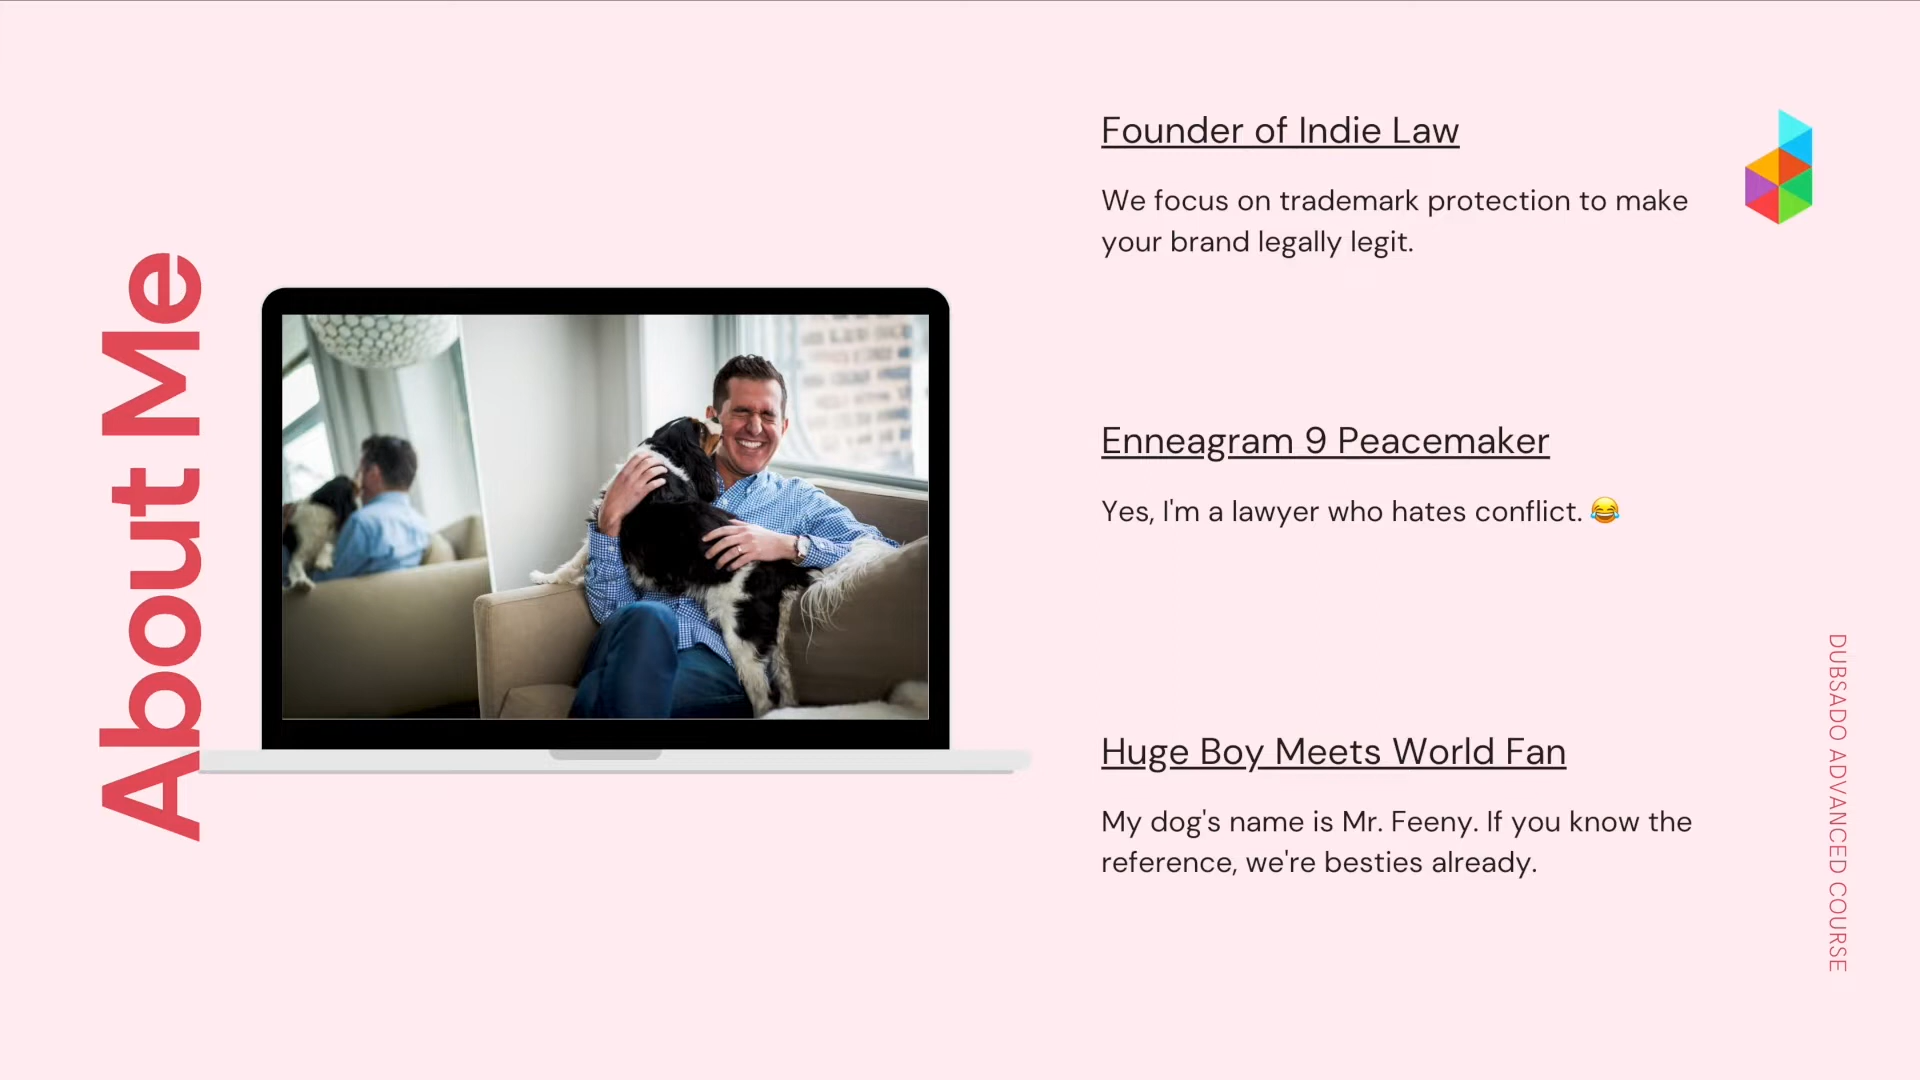 About Me
Founder of Indie Law
We focus on trademark protection to make
your brand legally legit.
Enneagram 9 Peacemaker
Yes, I'm a lawyer who hates conflict. 😂
Huge Boy Meets World Fan
My dog's name is Mr. Feeny. If you know the
reference, we're besties already.
DUBSADO ADVANCED COURSE